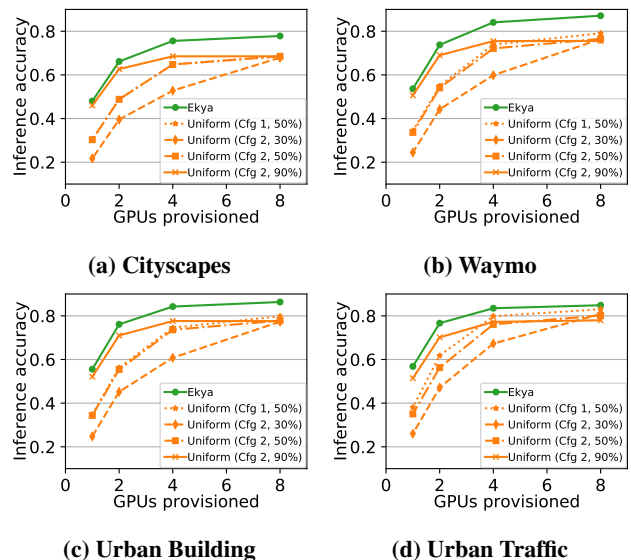 Inference accuracy
0.8
0.6
0.4
0.2
Ekya
Uniform (Cfg 1, 50%)
Uniform (Cfg 2, 30%)
Uniform (Cfg 2, 50%)
Uniform (Cfg 2, 90%)
0 2 4 6 8
GPUs provisioned
(a) Cityscapes
Inference accuracy
0.8
0.6
0.4
0.2
Ekya
Uniform (Cfg 1, 50%)
Uniform (Cfg 2, 30%)
Uniform (Cfg 2, 50%)
Uniform (Cfg 2, 90%)
0 2 4 6 8
GPUs provisioned
(b) Waymo
Inference accuracy
0.8
0.6
0.4
0.2
Ekya
Uniform (Cfg 1, 50%)
Uniform (Cfg 2, 30%)
Uniform (Cfg 2, 50%)
Uniform (Cfg 2, 90%)
0 2 4 6 8
GPUs provisioned
(c) Urban Building
Inference accuracy
0.8
0.6
0.4
0.2
Ekya
Uniform (Cfg 1, 50%)
Uniform (Cfg 2, 30%)
Uniform (Cfg 2, 50%)
Uniform (Cfg 2, 90%)
0 2 4 6 8
GPUs provisioned
(d) Urban Traffic